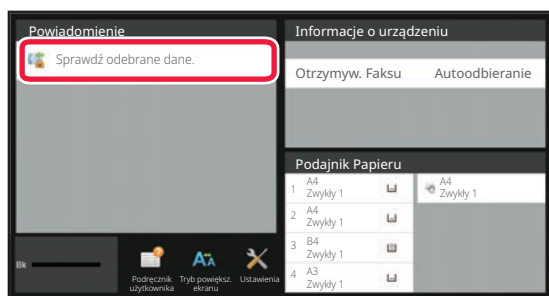 Powiadomienie
Sprawdź odebrane dane.
Informacje o urządzeniu
Otrzymyw. Faksu Autoodbieranie
Podajnik Papieru
1 A4
Zwykły 1
A4
Zwykły 1
2 A4
Zwykły 1
3 B4
Zwykły 1
4 A3
Zwykły 1
Bk
Podręcznik
użytkownika
Tryb powiększ.
ekranu
Ustawienia